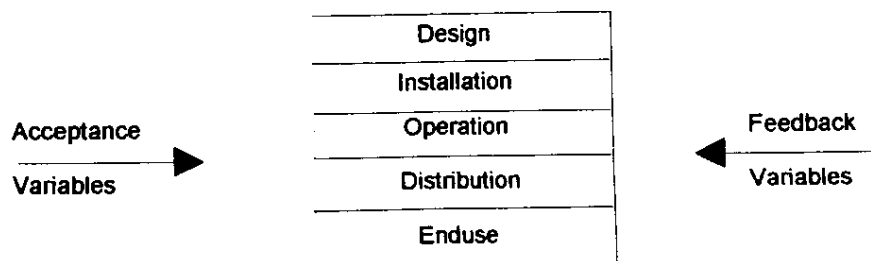 Design
Installation
Acceptance
Variables
Operation
Distribution
Enduse
Feedback
Variables